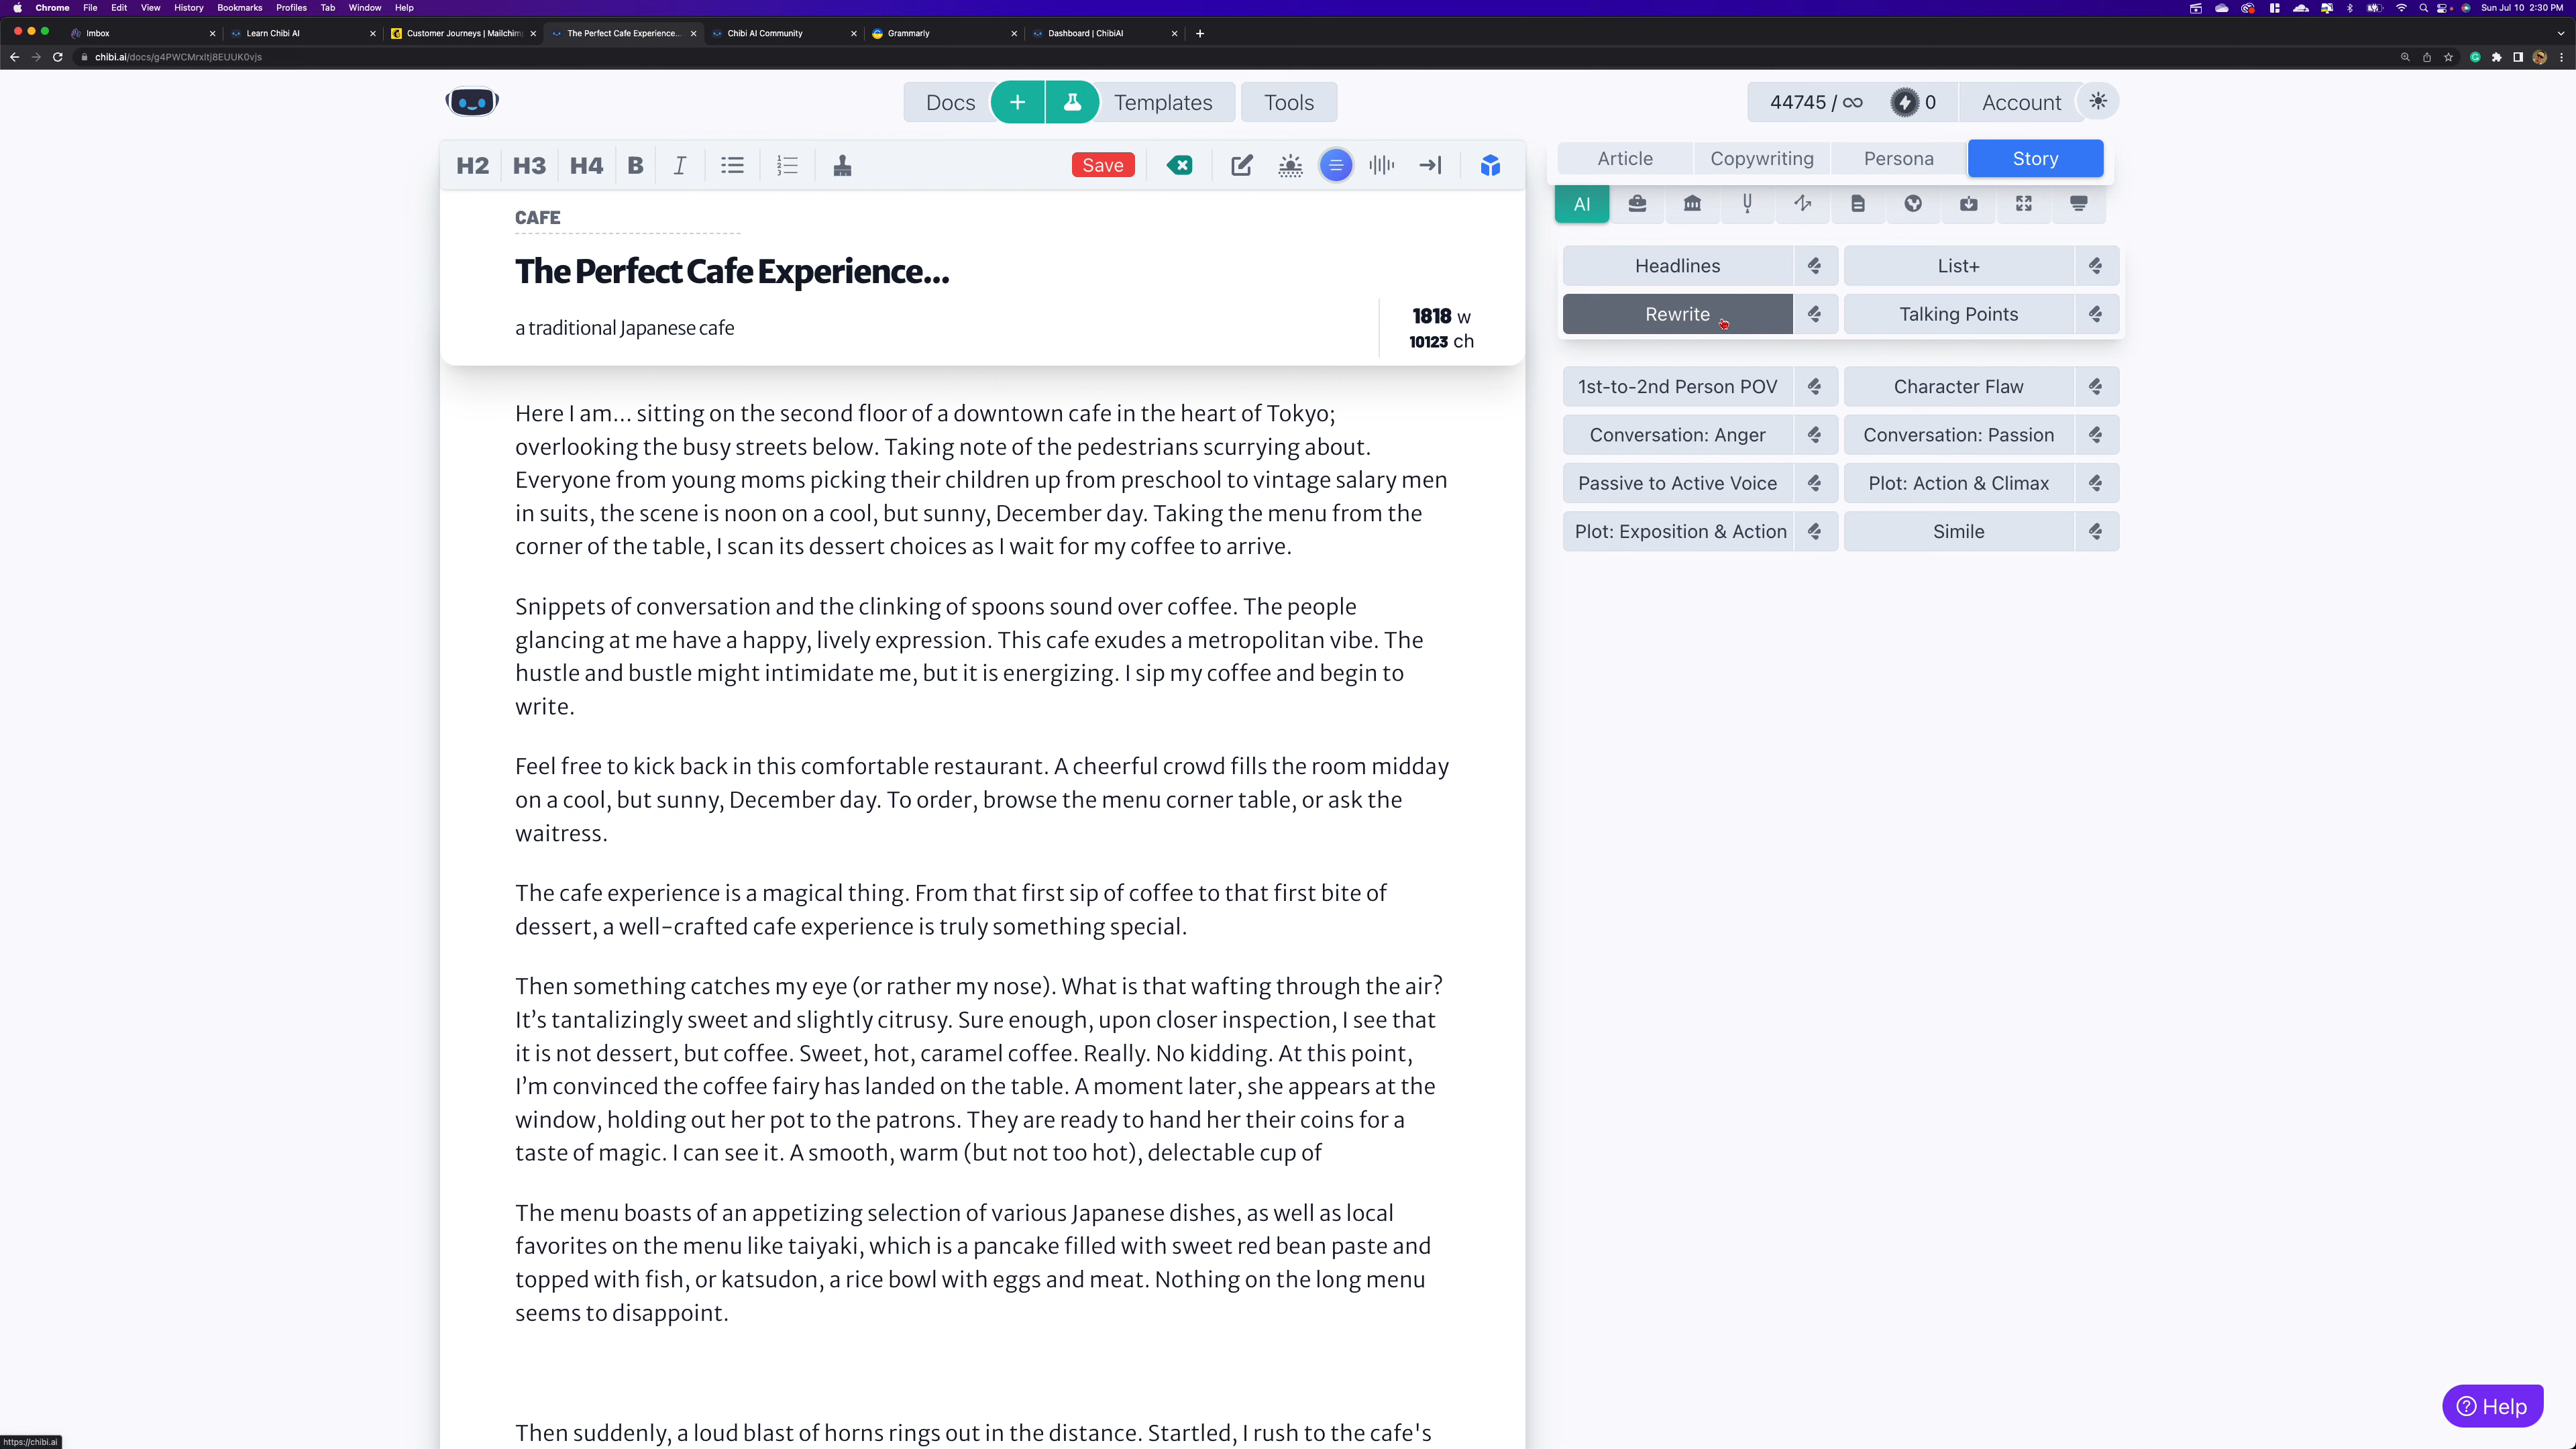 Chrome File Edit View History Bookmarks Profiles Tab Window Help Sun Jul 10 2:30 PM
Imbox Learn Chibi AI Customer Journeys | Mailchim The Perfect Cafe Experience... Chibi AI Community Grammarly Dashboard | ChibiAI
chibi.ai/docs/g4PWCMrxltj8EUUK0vjs
Docs + Templates Tools 44745 / ∞ 0 Account
H2 H3 H4 B I Save
Article Copywriting Persona Story
AI
CAFE
The Perfect Cafe Experience...
a traditional Japanese cafe
1818 w
10123 ch
Headlines List+
Rewrite Talking Points
1st-to-2nd Person POV Character Flaw
Conversation: Anger Conversation: Passion
Passive to Active Voice Plot: Action & Climax
Plot: Exposition & Action Simile
Here I am... sitting on the second floor of a downtown cafe in the heart of Tokyo;
overlooking the busy streets below. Taking note of the pedestrians scurrying about.
Everyone from young moms picking their children up from preschool to vintage salary men
in suits, the scene is noon on a cool, but sunny, December day. Taking the menu from the
corner of the table, I scan its dessert choices as I wait for my coffee to arrive.
Snippets of conversation and the clinking of spoons sound over coffee. The people
glancing at me have a happy, lively expression. This cafe exudes a metropolitan vibe. The
hustle and bustle might intimidate me, but it is energizing. I sip my coffee and begin to
write.
Feel free to kick back in this comfortable restaurant. A cheerful crowd fills the room midday
on a cool, but sunny, December day. To order, browse the menu corner table, or ask the
waitress.
The cafe experience is a magical thing. From that first sip of coffee to that first bite of
dessert, a well-crafted cafe experience is truly something special.
Then something catches my eye (or rather my nose). What is that wafting through the air?
It's tantalizingly sweet and slightly citrusy. Sure enough, upon closer inspection, I see that
it is not dessert, but coffee. Sweet, hot, caramel coffee. Really. No kidding. At this point,
I'm convinced the coffee fairy has landed on the table. A moment later, she appears at the
window, holding out her pot to the patrons. They are ready to hand her their coins for a
taste of magic. I can see it. A smooth, warm (but not too hot), delectable cup of
The menu boasts of an appetizing selection of various Japanese dishes, as well as local
favorites on the menu like taiyaki, which is a pancake filled with sweet red bean paste and
topped with fish, or katsudon, a rice bowl with eggs and meat. Nothing on the long menu
seems to disappoint.
Then suddenly, a loud blast of horns rings out in the distance. Startled, I rush to the cafe's
Help
https://chibi.ai